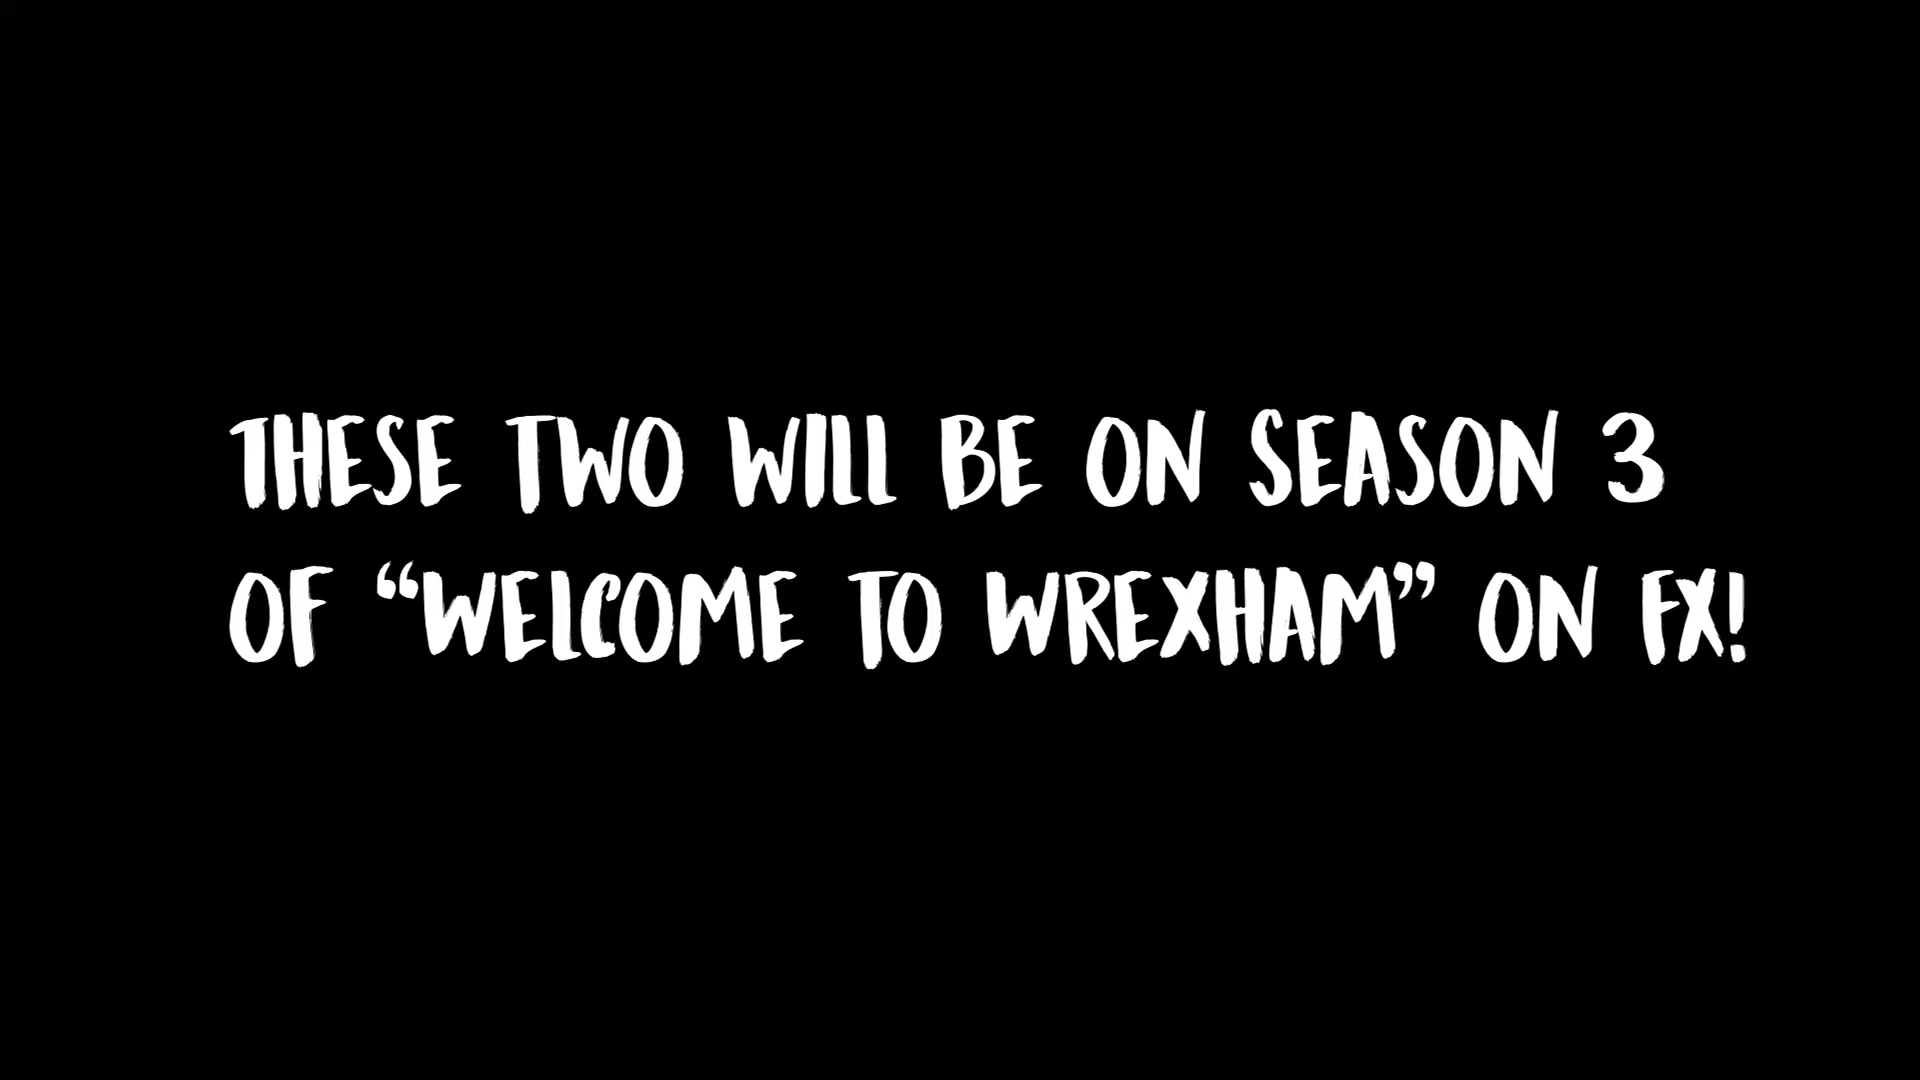 THESE TWO WILL BE ON SEASON 3
OF “WELCOME TO WREXHAM” ON FX!